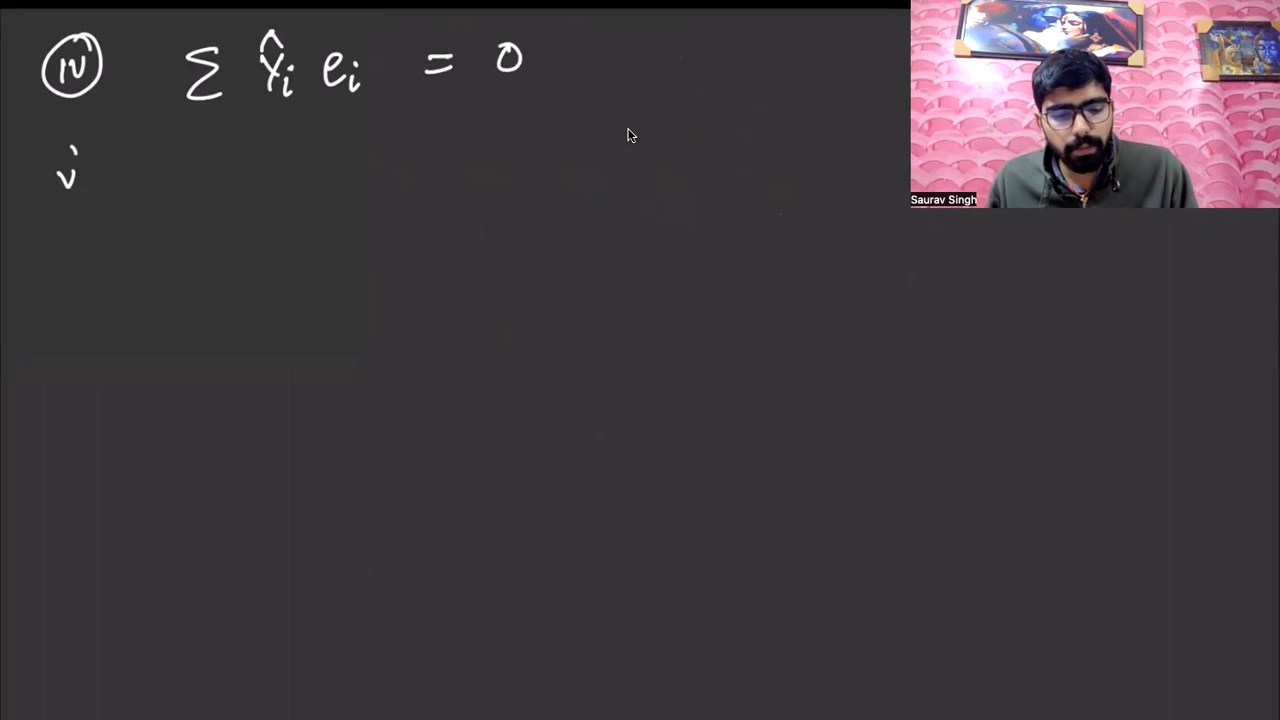 (iv) Σ Ŷi ei = 0
i
v
Saurav Singh